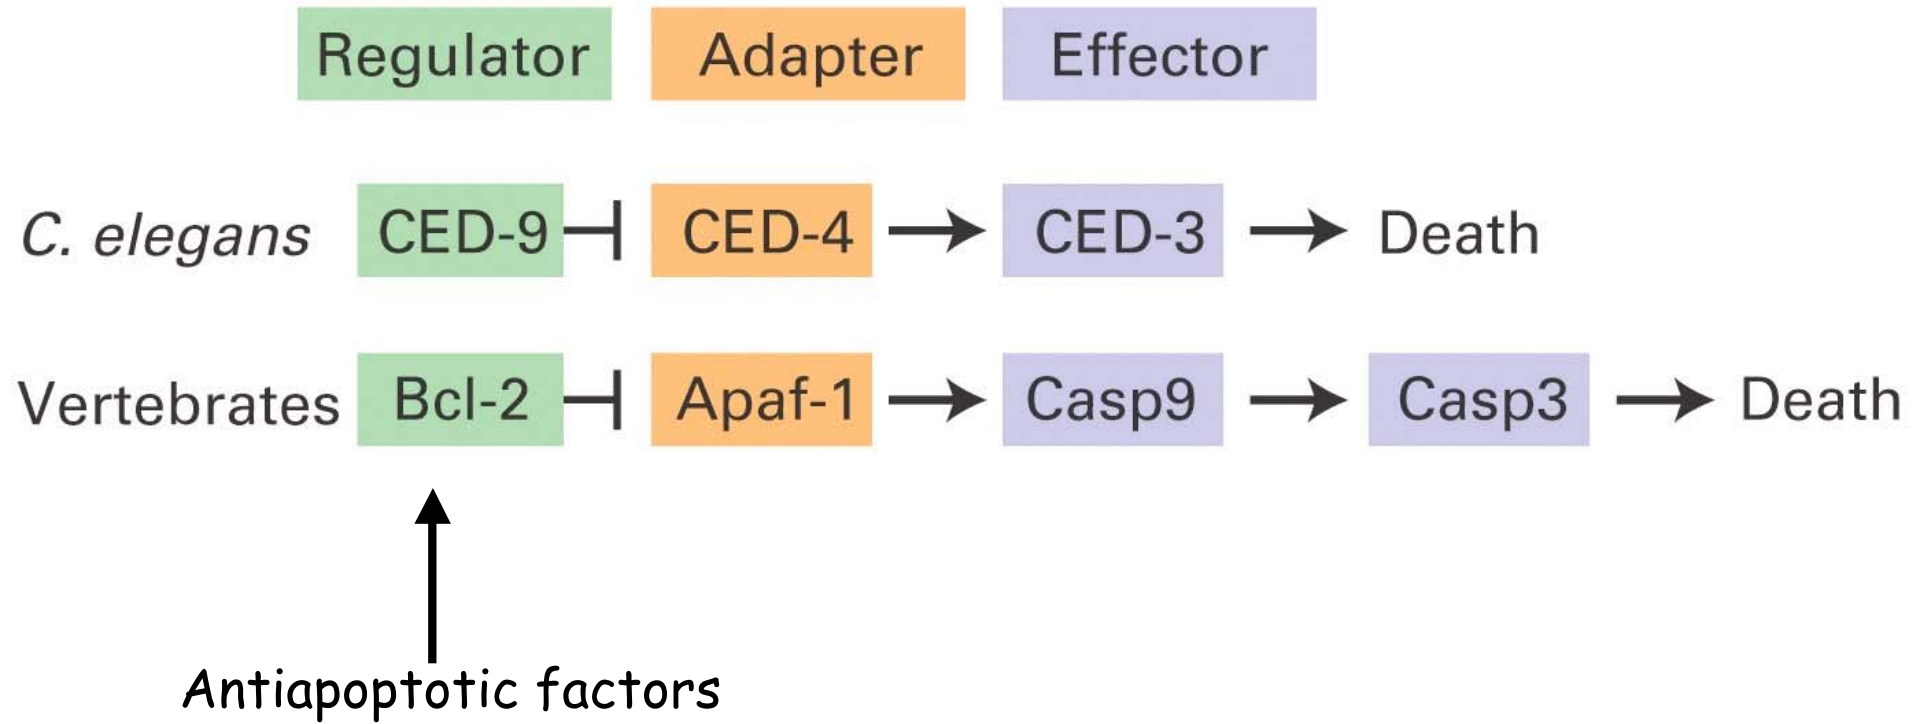 Regulator Adapter Effector
C. elegans CED-9 CED-4 CED-3 Death
Vertebrates Bcl-2 Apaf-1 Casp9 Casp3 Death
Antiapoptotic factors